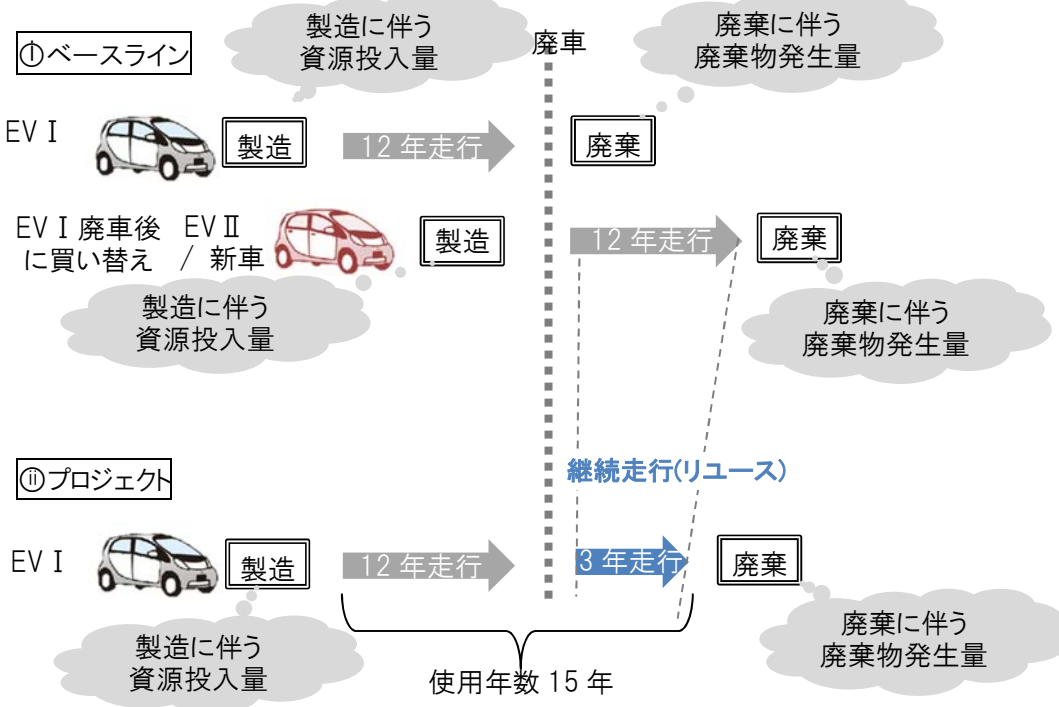 製造に伴う
資源投入量
廃車
廃棄に伴う
廃棄物発生量
ⓘベースライン
EV Ⅰ
製造
12 年走行
廃棄
EV Ⅰ 廃車後
に買い替え
EV Ⅱ
/ 新車
製造
12 年走行
廃棄
製造に伴う
資源投入量
廃棄に伴う
廃棄物発生量
継続走行(リユース)
ⓘⓘプロジェクト
EV Ⅰ
製造
12 年走行
3 年走行
廃棄
製造に伴う
資源投入量
使用年数 15 年
廃棄に伴う
廃棄物発生量